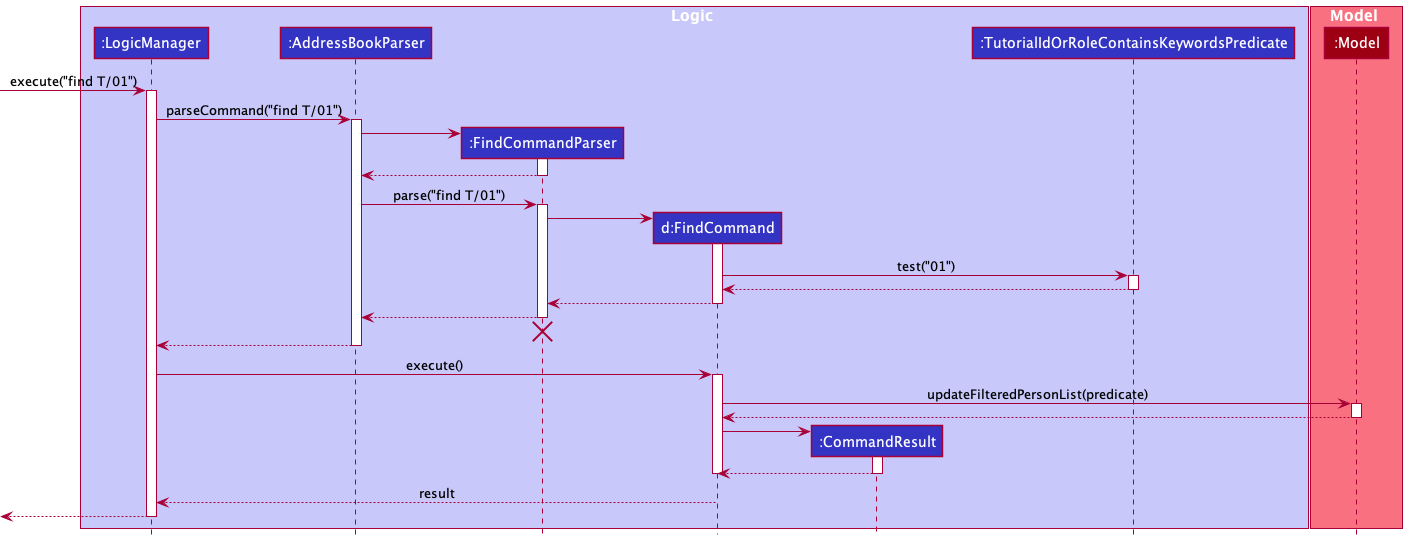 Logic
Model
:LogicManager
:AddressBookParser
:TutorialIdOrRoleContainsKeywordsPredicate
:Model
execute("find T/01")
parseCommand("find T/01")
:FindCommandParser
parse("find T/01")
d:FindCommand
test("01")
execute()
updateFilteredPersonList(predicate)
:CommandResult
result